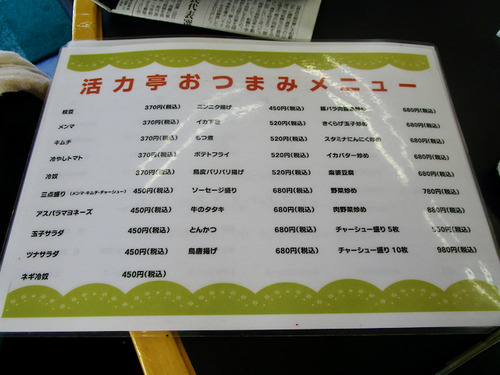 活力亭おつまみメニュー
枝豆 370円(税込)
メンマ 370円(税込)
キムチ 370円(税込)
冷やしトマト 370円(税込)
冷奴 370円(税込)
三点盛り(メンマ・キムチ・チャーシュー) 450円(税込)
アスパラマヨネーズ 450円(税込)
玉子サラダ 450円(税込)
ツナサラダ 450円(税込)
ネギ冷奴 450円(税込)
ニンニク揚げ 450円(税込)
イカ下足 520円(税込)
もつ煮 520円(税込)
ポテトフライ 520円(税込)
鳥皮パリパリ揚げ 520円(税込)
ソーセージ盛り 680円(税込)
牛のタタキ 680円(税込)
とんかつ 680円(税込)
鳥唐揚げ 680円(税込)
豚バラ肉 680円(税込)
きくらげ玉子炒め 680円(税込)
スタミナにんにく炒め 680円(税込)
イカバター炒め 680円(税込)
麻婆豆腐 680円(税込)
野菜炒め 780円(税込)
肉野菜炒め 880円(税込)
チャーシュー盛り 5枚 円(税込)
チャーシュー盛り 10枚 980円(税込)